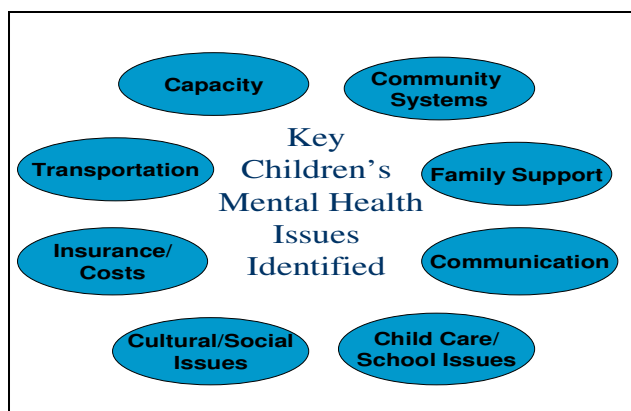 Capacity
Community
Systems
Key
Children's
Mental Health
Issues
Identified
Transportation
Family Support
Insurance/
Costs
Communication
Cultural/Social
Issues
Child Care/
School Issues